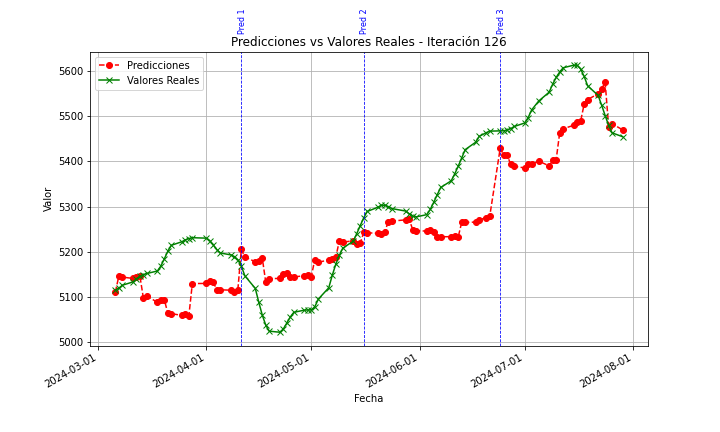 Pred 1
Pred 2
Pred 3
Predicciones vs Valores Reales - Iteración 126
Predicciones
Valores Reales
Valor
5600
5500
5400
5300
5200
5100
5000
2024-03-01
2024-04-01
2024-05-01
2024-06-01
2024-07-01
2024-08-01
Fecha